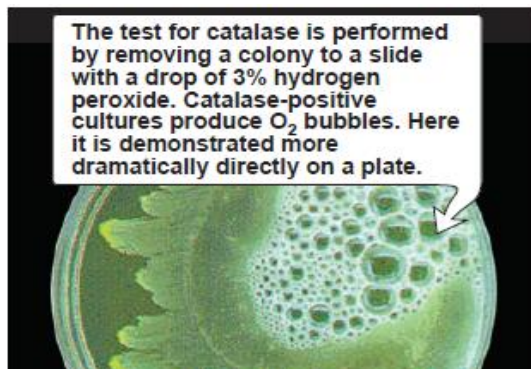 The test for catalase is performed
by removing a colony to a slide
with a drop of 3% hydrogen
peroxide. Catalase-positive
cultures produce O₂ bubbles. Here
it is demonstrated more
dramatically directly on a plate.